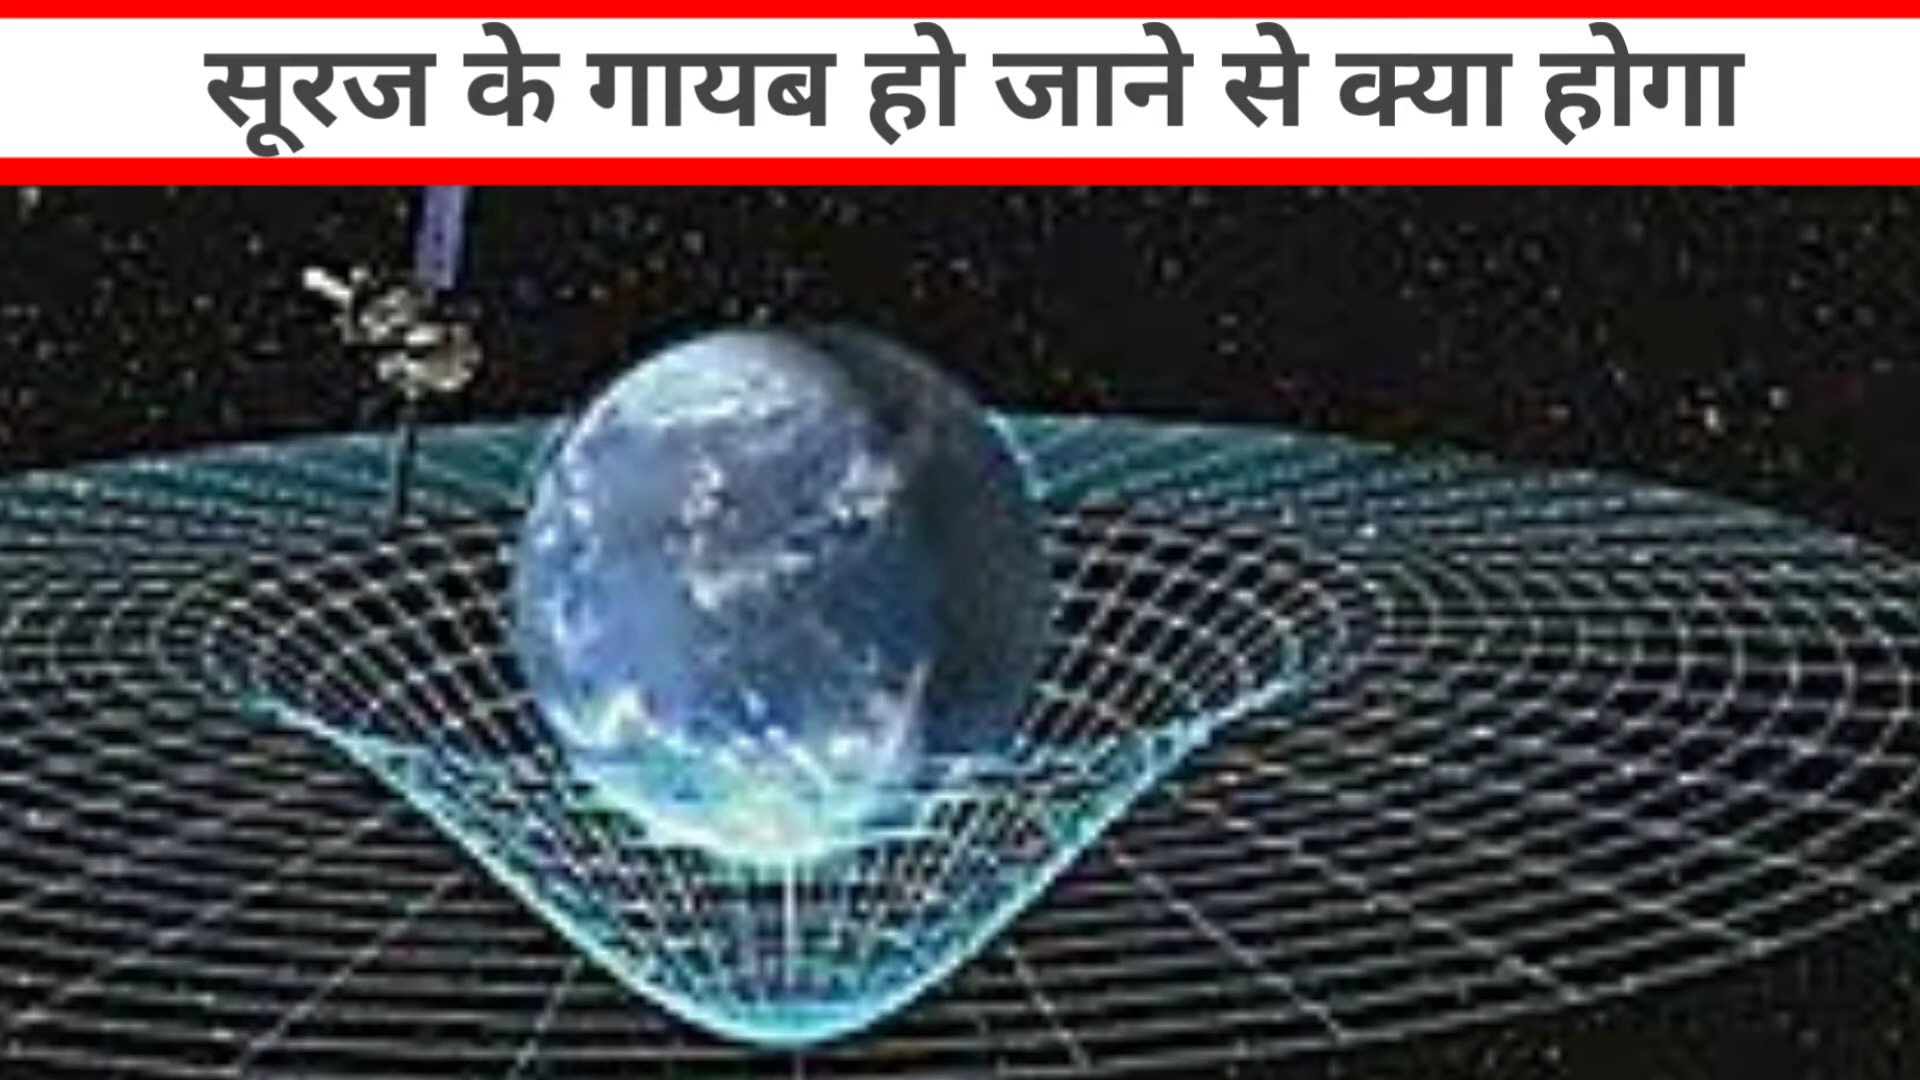 सूरज के गायब हो जाने से क्या होगा